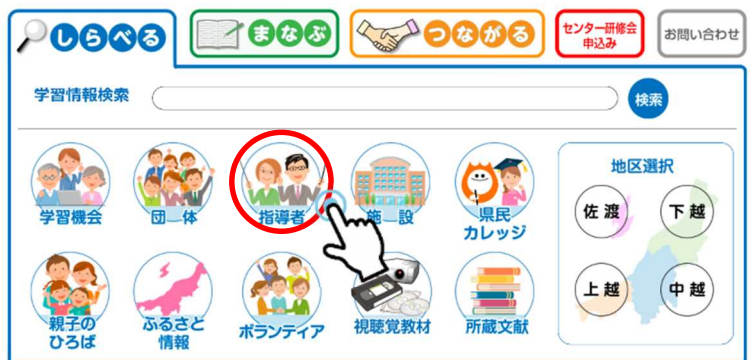 しらべる
まなぶ
つながる
センター研修会
申込み
お問い合わせ
学習情報検索
検索
学習機会
団体
指導者
施設
県民
カレッジ
地区選択
佐渡
下越
上越
中越
親子の
ひろば
ふるさと
情報
ボランティア
視聴覚教材
所蔵文献